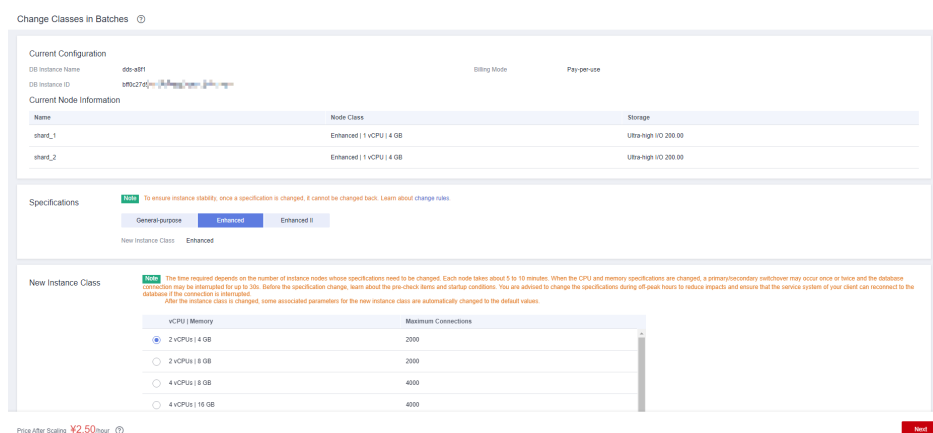 Change Classes in Batches
Current Configuration
DB Instance Name dds-a8f1 Billing Mode Pay-per-use
DB Instance ID bff0c27d
Current Node Information
Name Node Class Storage
shard_1 Enhanced | 1 vCPU | 4 GB Ultra-high I/O 200.00
shard_2 Enhanced | 1 vCPU | 4 GB Ultra-high I/O 200.00
Specifications Note To ensure instance stability, once a specification is changed, it cannot be changed back. Learn about change rules
General-purpose Enhanced Enhanced II
New Instance Class Enhanced
New Instance Class Note The time required depends on the number of instance nodes whose specifications need to be changed. Each node takes about 5 to 10 minutes. When the CPU and memory specifications are changed, a primary/secondary switchover may occur once or twice and the database
connection may be interrupted for up to 30s. Before the specification change, learn about the pre-check items and startup conditions. You are advised to change the specifications during off-peak hours to reduce impacts and ensure that the service system of your client can reconnect to the
database if the connection is interrupted.
After the instance class is changed, some associated parameters for the new instance class are automatically changed to the default values.
vCPU | Memory Maximum Connections
2 vCPUs | 4 GB 2000
2 vCPUs | 8 GB 2000
4 vCPUs | 8 GB 4000
4 vCPUs | 16 GB 4000
Price After Scaling ¥2.50/hour Next